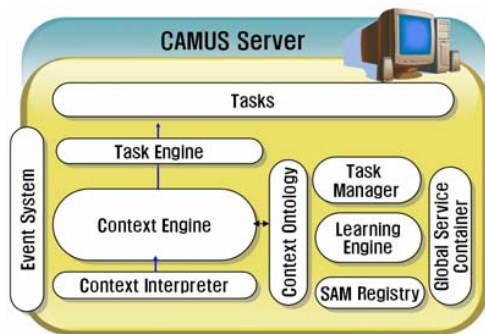 CAMUS Server
Tasks
Event System
Task Engine
Context Engine
Context Interpreter
Context Ontology
Task
Manager
Learning
Engine
SAM Registry
Global Service
Container